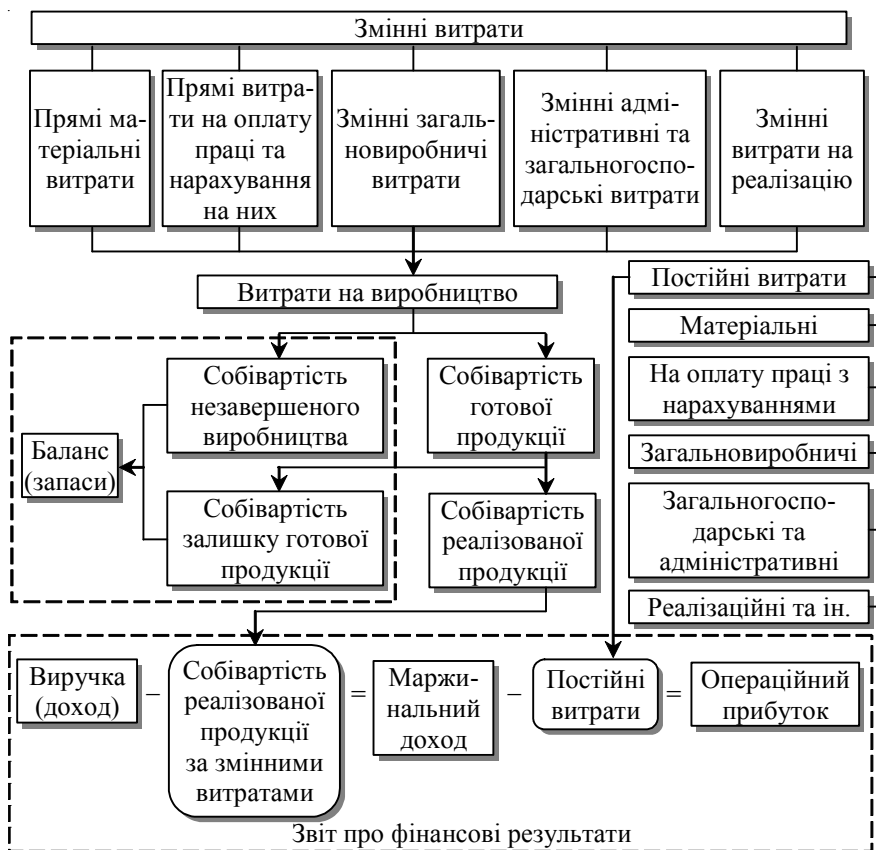 Змінні витрати
Прямі ма-
теріальні
витрати
Прямі витра-
ти на оплату
праці та
нарахування
на них
Змінні загаль-
новиробничі
витрати
Змінні адмі-
ністративні та
загальногоспо-
дарські витрати
Змінні
витрати на
реалізацію
Витрати на виробництво
Постійні витрати
Матеріальні
На оплату праці з
нарахуваннями
Загальновиробничі
Загальногоспо-
дарські та
адміністративні
Реалізаційні та ін.
Собівартість
незавершеного
виробництва
Собівартість
готової
продукції
Баланс
(запаси)
Собівартість
залишку готової
продукції
Собівартість
реалізованої
продукції
Виручка
(доход)
–
Собівартість
реалізованої
продукції
за змінними
витратами
=
Маржи-
нальний
доход
–
Постійні
витрати
=
Операційний
прибуток
Звіт про фінансові результати